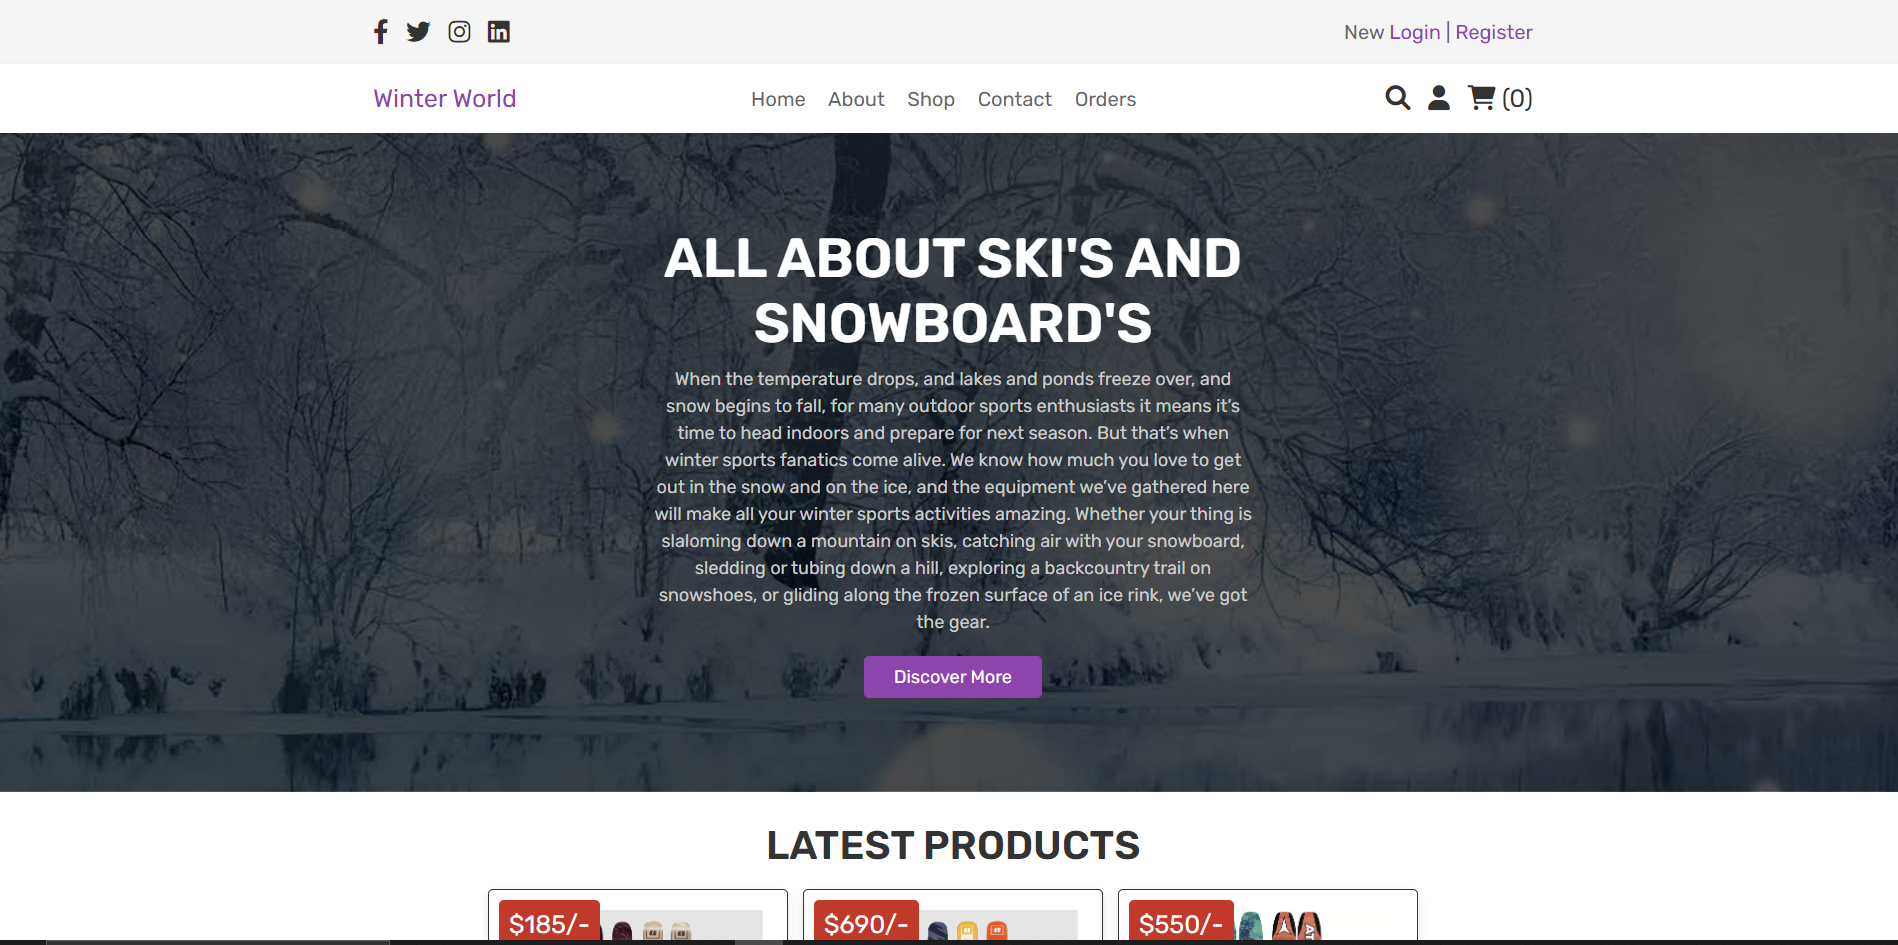 New Login | Register
Winter World
Home About Shop Contact Orders
(0)
ALL ABOUT SKI'S AND
SNOWBOARD'S
When the temperature drops, and lakes and ponds freeze over, and
snow begins to fall, for many outdoor sports enthusiasts it means it’s
time to head indoors and prepare for next season. But that’s when
winter sports fanatics come alive. We know how much you love to get
out in the snow and on the ice, and the equipment we’ve gathered here
will make all your winter sports activities amazing. Whether your thing is
slaloming down a mountain on skis, catching air with your snowboard,
sledding or tubing down a hill, exploring a backcountry trail on
snowshoes, or gliding along the frozen surface of an ice rink, we’ve got
the gear.
Discover More
LATEST PRODUCTS
$185/-
$690/-
$550/-